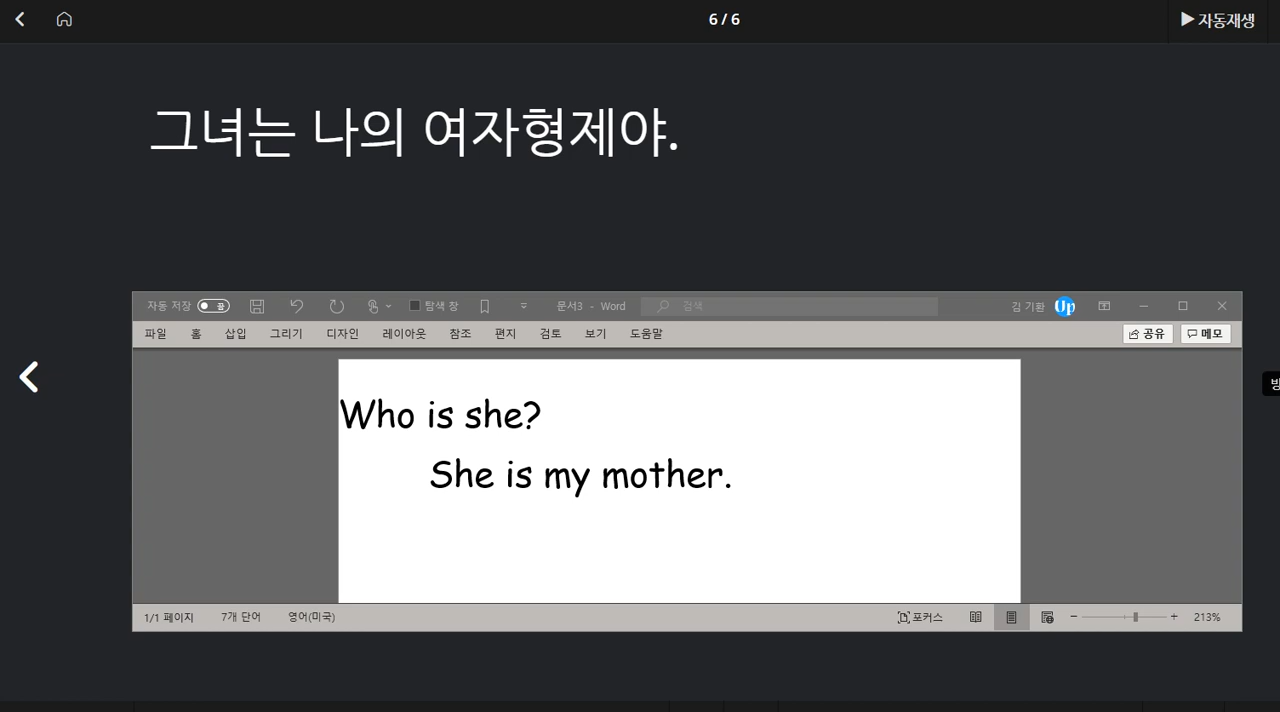 6 / 6
▶ 자동재생
그녀는 나의 여자형제야.
자동 저장 끔
탐색 창
문서3 - Word
검색
김 기환
Up
파일 홈 삽입 그리기 디자인 레이아웃 참조 편지 검토 보기 도움말
공유 메모
Who is she?
She is my mother.
1/1 페이지 7개 단어 영어(미국)
포커스
213%